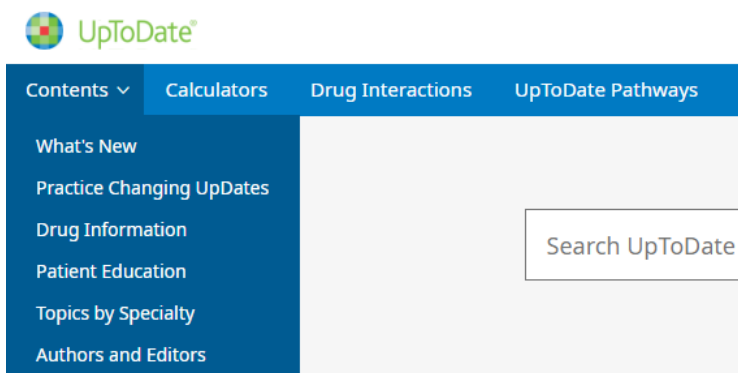 UpToDate®
Contents Calculators Drug Interactions UpToDate Pathways
What's New
Practice Changing UpDates
Drug Information
Patient Education
Topics by Specialty
Authors and Editors
Search UpToDate